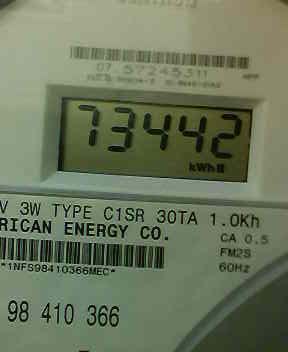 07.57245311
73442
kWh
V 3W TYPE C1SR 30TA 1.0Kh
RICAN ENERGY CO.
CA 0.5
FM2S
*1NFS98410366MEC*
60Hz
98 410 366